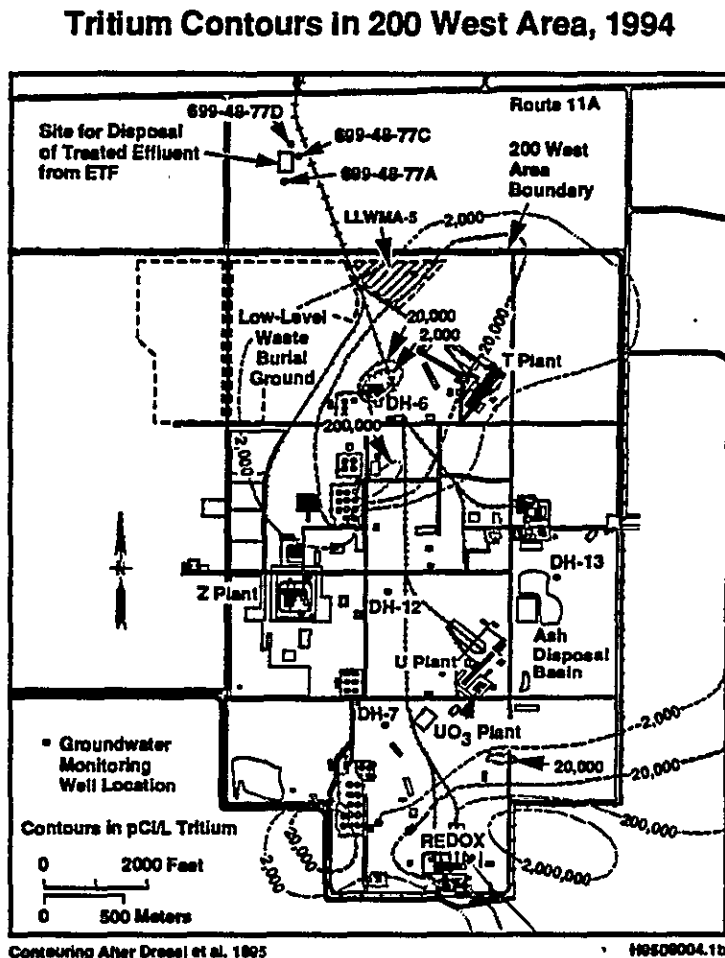 Tritium Contours in 200 West Area, 1994
Route 11A
699-48-77D
Site for Disposal
of Treated Effluent
from ETF
699-48-77C
699-48-77A
200 West
Area
Boundary
LLWMA-5
2,000
20,000
2,000
20,000
Low-Level
Waste
Burial
Ground
T Plant
DH-6
200,000
2,000
DH-13
Z Plant
DH-12
Ash
Disposal
Basin
U Plant
DH-7
UO3 Plant
2,000
20,000
20,000
200,000
Groundwater
Monitoring
Well Location
Contours in pCi/L Tritium
0 2000 Feet
0 500 Meters
20,000
2,000
REDOX
2,000,000
Contouring After Dresel et al. 1995
H9509004.1b